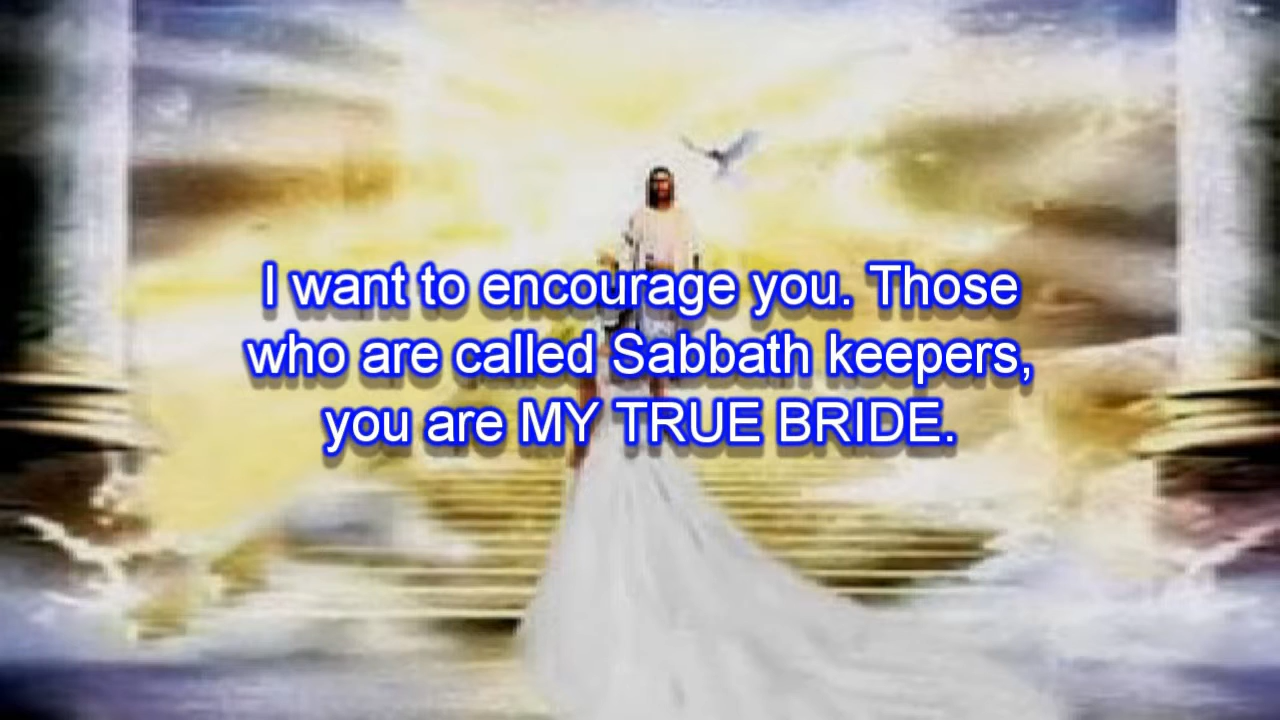 I want to encourage you. Those
who are called Sabbath keepers,
you are MY TRUE BRIDE.